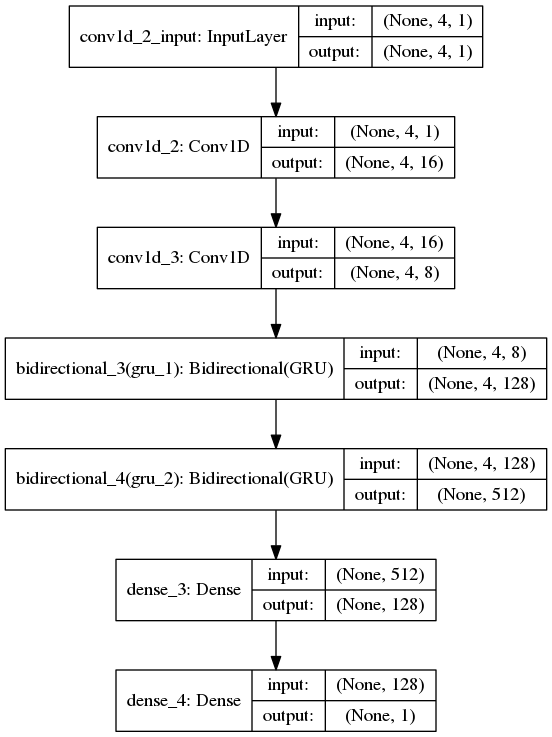 conv1d_2_input: InputLayer
input: (None, 4, 1)
output: (None, 4, 1)
conv1d_2: Conv1D
input: (None, 4, 1)
output: (None, 4, 16)
conv1d_3: Conv1D
input: (None, 4, 16)
output: (None, 4, 8)
bidirectional_3(gru_1): Bidirectional(GRU)
input: (None, 4, 8)
output: (None, 4, 128)
bidirectional_4(gru_2): Bidirectional(GRU)
input: (None, 4, 128)
output: (None, 512)
dense_3: Dense
input: (None, 512)
output: (None, 128)
dense_4: Dense
input: (None, 128)
output: (None, 1)